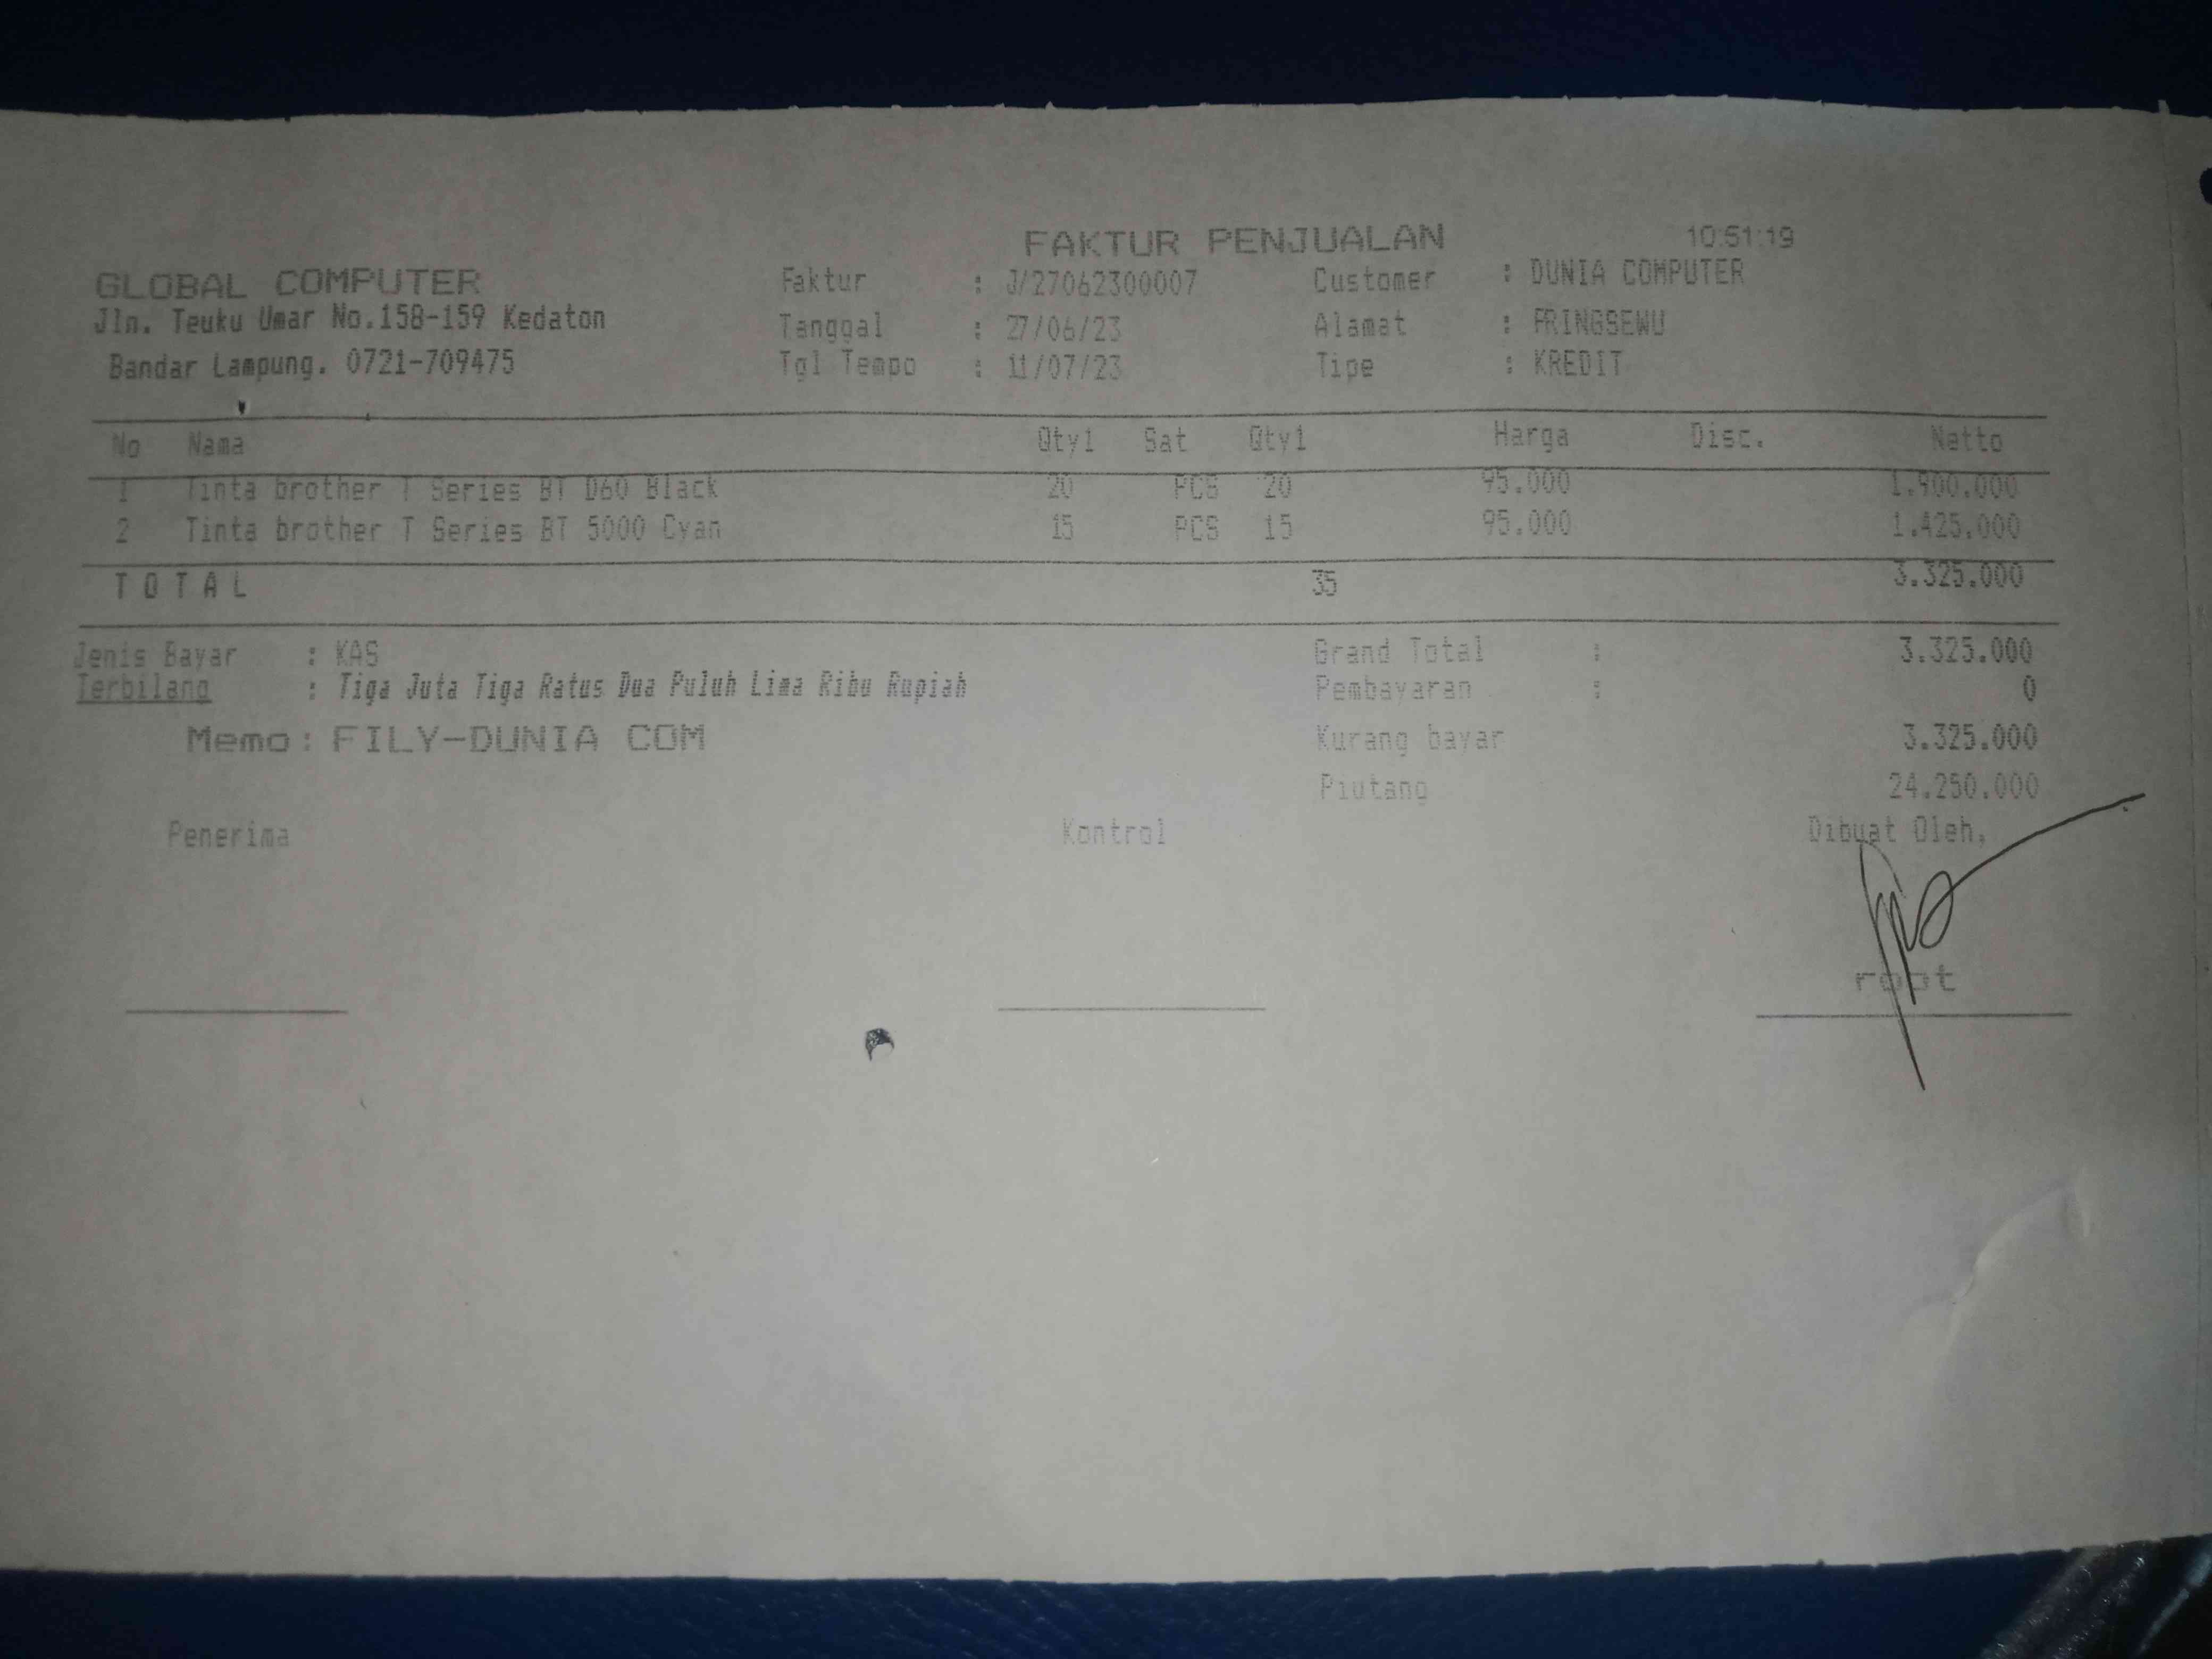 FAKTUR PENJUALAN 10:51:19
GLOBAL COMPUTER Faktur : J/27062300007 Customer : DUNIA COMPUTER
Jln. Teuku Umar No.158-159 Kedaton Tanggal : 27/06/23 Alamat : PRINGSEWU
Bandar Lampung. 0721-709475 Tgl Tempo : 11/07/23 Tipe : KREDIT
No Nama Qty1 Sat Qty1 Harga Disc. Netto
1 Tinta brother T Series BT D60 Black 20 PCS 20 95.000 1.900.000
2 Tinta brother T Series BT 5000 Cyan 15 PCS 15 95.000 1.425.000
T O T A L 35 3.325.000
Jenis Bayar : KAS Grand Total : 3.325.000
Terbilang : Tiga Juta Tiga Ratus Dua Puluh Lima Ribu Rupiah Pembayaran : 0
Memo : FILY-DUNIA COM Kurang bayar 3.325.000
Piutang 24.250.000
Penerima Kontrol Dibuat Oleh,
root